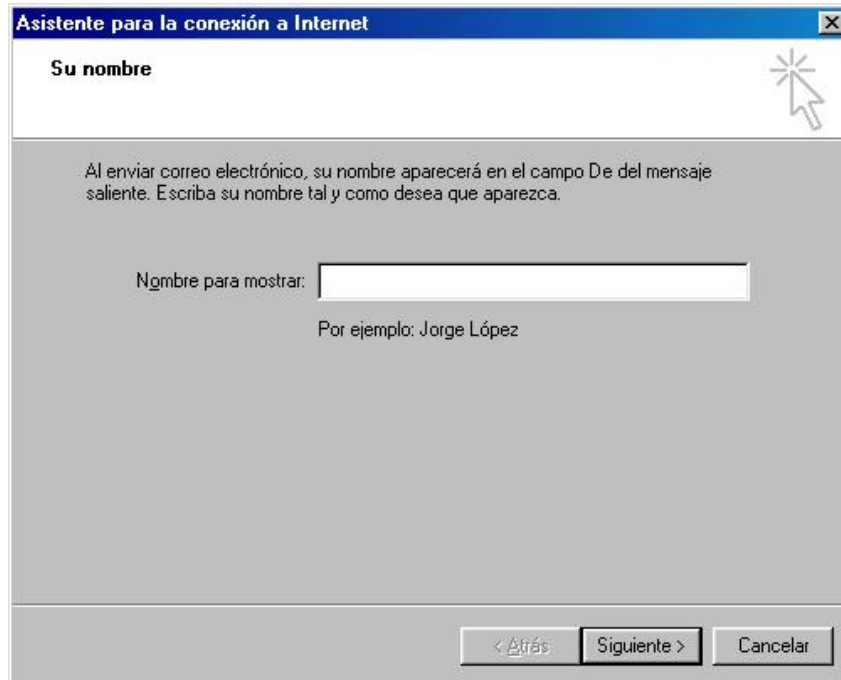 Asistente para la conexión a Internet
Su nombre
Al enviar correo electrónico, su nombre aparecerá en el campo De del mensaje
saliente. Escriba su nombre tal y como desea que aparezca.
Nombre para mostrar:
Por ejemplo: Jorge López
< Atrás Siguiente > Cancelar